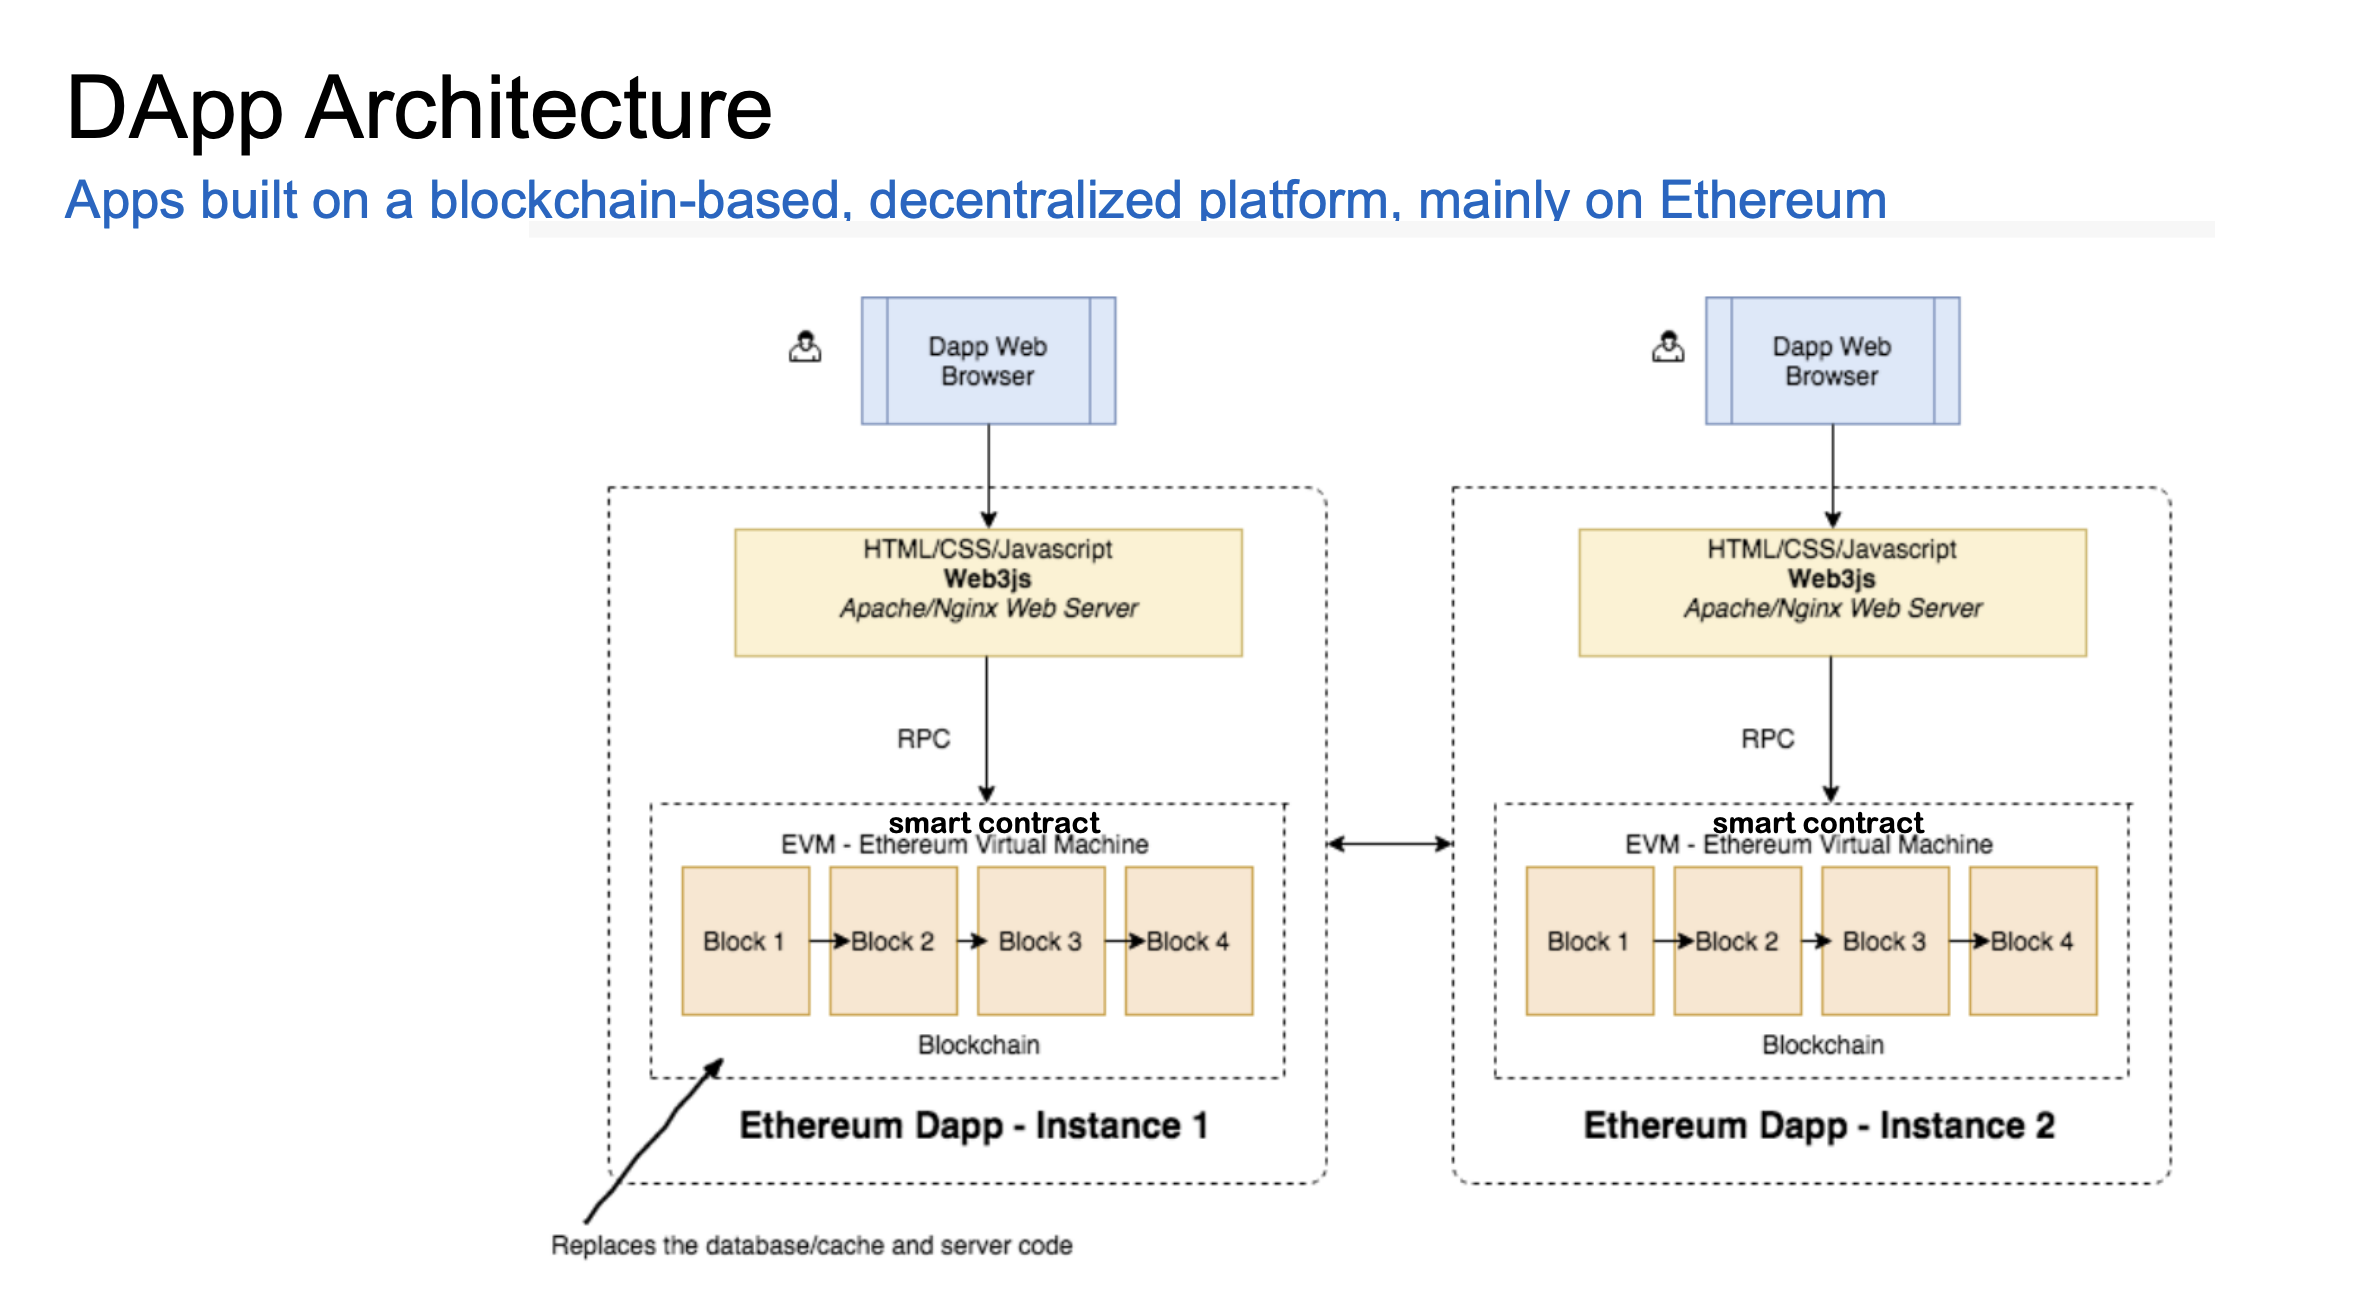 DApp Architecture
Apps built on a blockchain-based, decentralized platform, mainly on Ethereum
Dapp Web
Browser
HTML/CSS/Javascript
Web3js
Apache/Nginx Web Server
RPC
smart contract
EVM - Ethereum Virtual Machine
Block 1
Block 2
Block 3
Block 4
Blockchain
Ethereum Dapp - Instance 1
Replaces the database/cache and server code
Dapp Web
Browser
HTML/CSS/Javascript
Web3js
Apache/Nginx Web Server
RPC
smart contract
EVM - Ethereum Virtual Machine
Block 1
Block 2
Block 3
Block 4
Blockchain
Ethereum Dapp - Instance 2